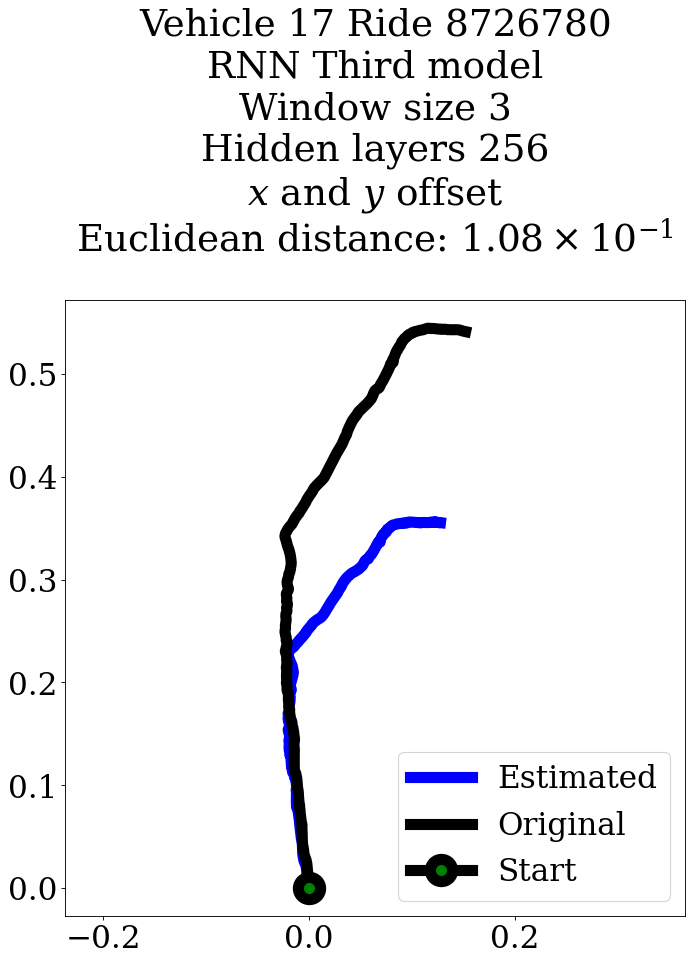 Vehicle 17 Ride 8726780
RNN Third model
Window size 3
Hidden layers 256
x and y offset
Euclidean distance: 1.08 × 10⁻¹
0.5
0.4
0.3
0.2
0.1
0.0
Estimated
Original
Start
−0.2 0.0 0.2